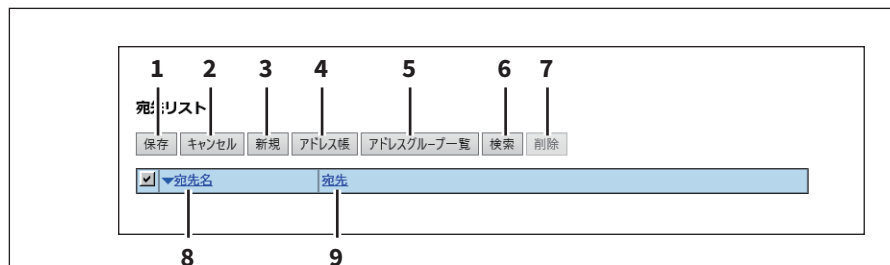 1 2 3 4 5 6 7
宛先リスト
保存 キャンセル 新規 アドレス帳 アドレスグループ一覧 検索 削除
▼宛先名 宛先
8 9